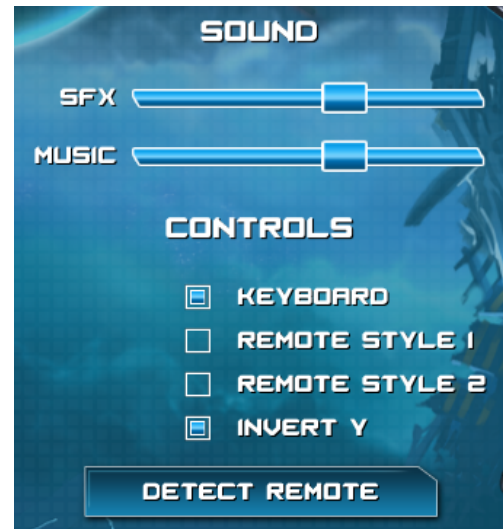 SOUND
SFX
MUSIC
CONTROLS
KEYBOARD
REMOTE STYLE 1
REMOTE STYLE 2
INVERT Y
DETECT REMOTE